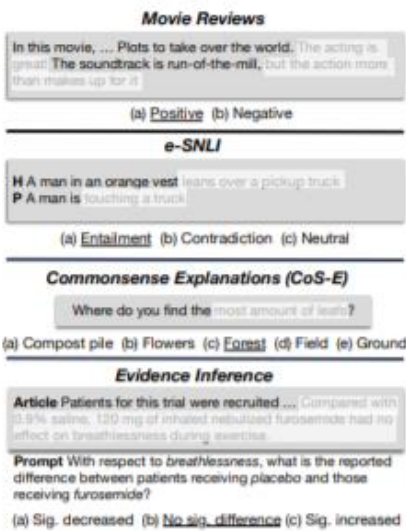 Movie Reviews
In this movie, ... Plots to take over the world. The acting is
great! The soundtrack is run-of-the-mill, but the action more
than makes up for it
(a) Positive (b) Negative
e-SNLI
H A man in an orange vest leans over a pickup truck
P A man is touching a truck
(a) Entailment (b) Contradiction (c) Neutral
Commonsense Explanations (CoS-E)
Where do you find the most amount of leafs?
(a) Compost pile (b) Flowers (c) Forest (d) Field (e) Ground
Evidence Inference
Article Patients for this trial were recruited ... Compared with
0.9% saline, 120 mg of inhaled nebulized furosemide had no
effect on breathlessness during exercise.
Prompt With respect to breathlessness, what is the reported
difference between patients receiving placebo and those
receiving furosemide?
(a) Sig. decreased (b) No sig. difference (c) Sig. increased